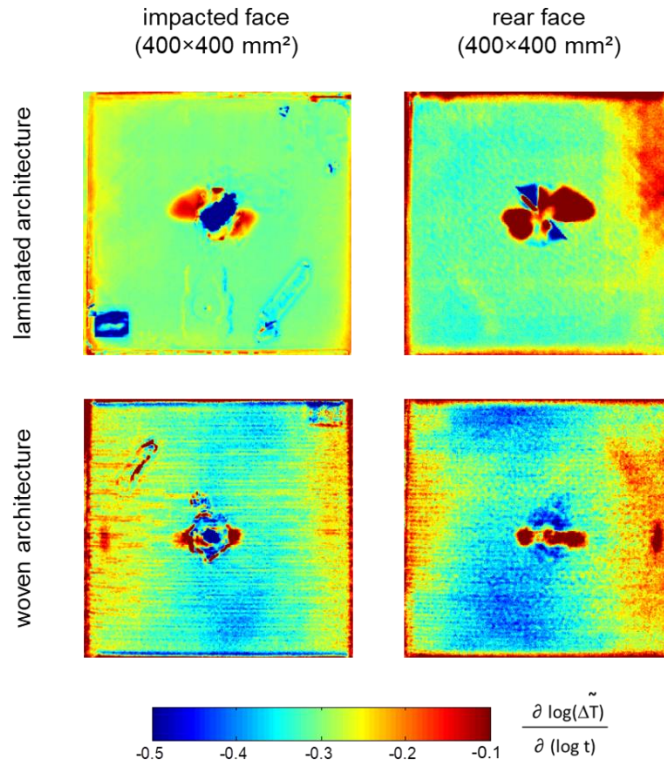 impacted face
(400×400 mm²)
rear face
(400×400 mm²)
laminated architecture
woven architecture
-0.5 -0.4 -0.3 -0.2 -0.1
∂ log(ΔT̃)
∂ (log t)